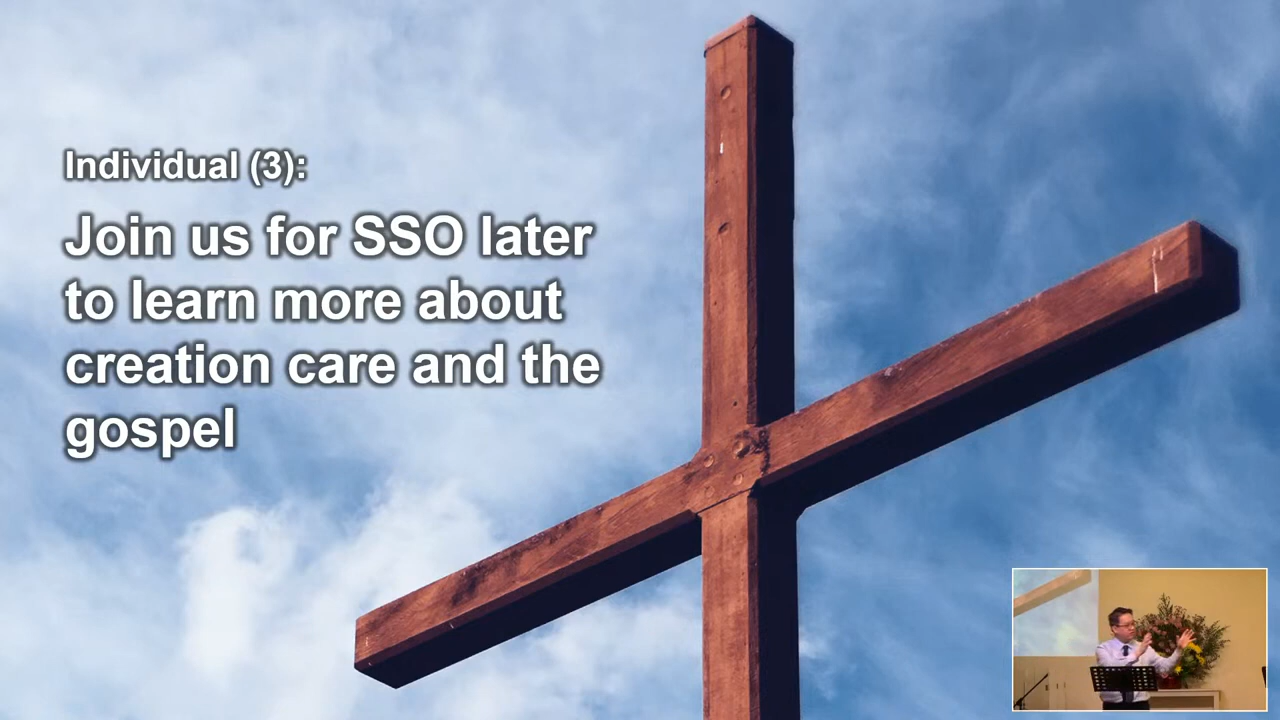 Individual (3):
Join us for SSO later
to learn more about
creation care and the
gospel